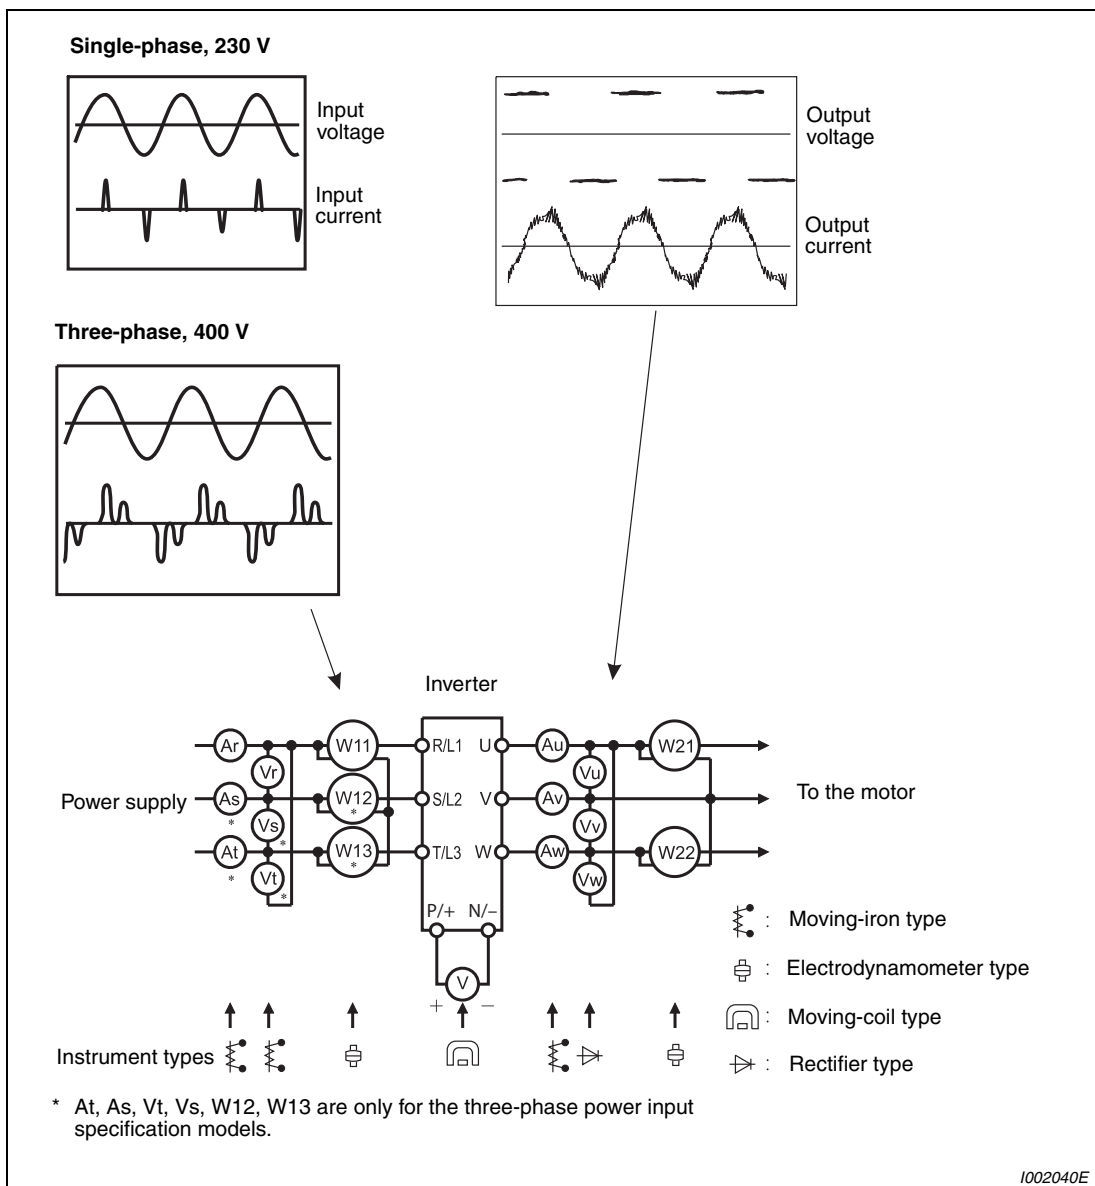 Single-phase, 230 V
Input
voltage
Input
current
Output
voltage
Output
current
Three-phase, 400 V
Inverter
Ar W11 R/L1 U Au W21
Vr Vu
Power supply As W12 S/L2 V Av To the motor
* Vs * * Vv
At W13 T/L3 W Aw W22
* Vt * * Vw
P/+ N/–
V
+ –
: Moving-iron type
: Electrodynamometer type
: Moving-coil type
: Rectifier type
Instrument types
* At, As, Vt, Vs, W12, W13 are only for the three-phase power input
specification models.
I002040E